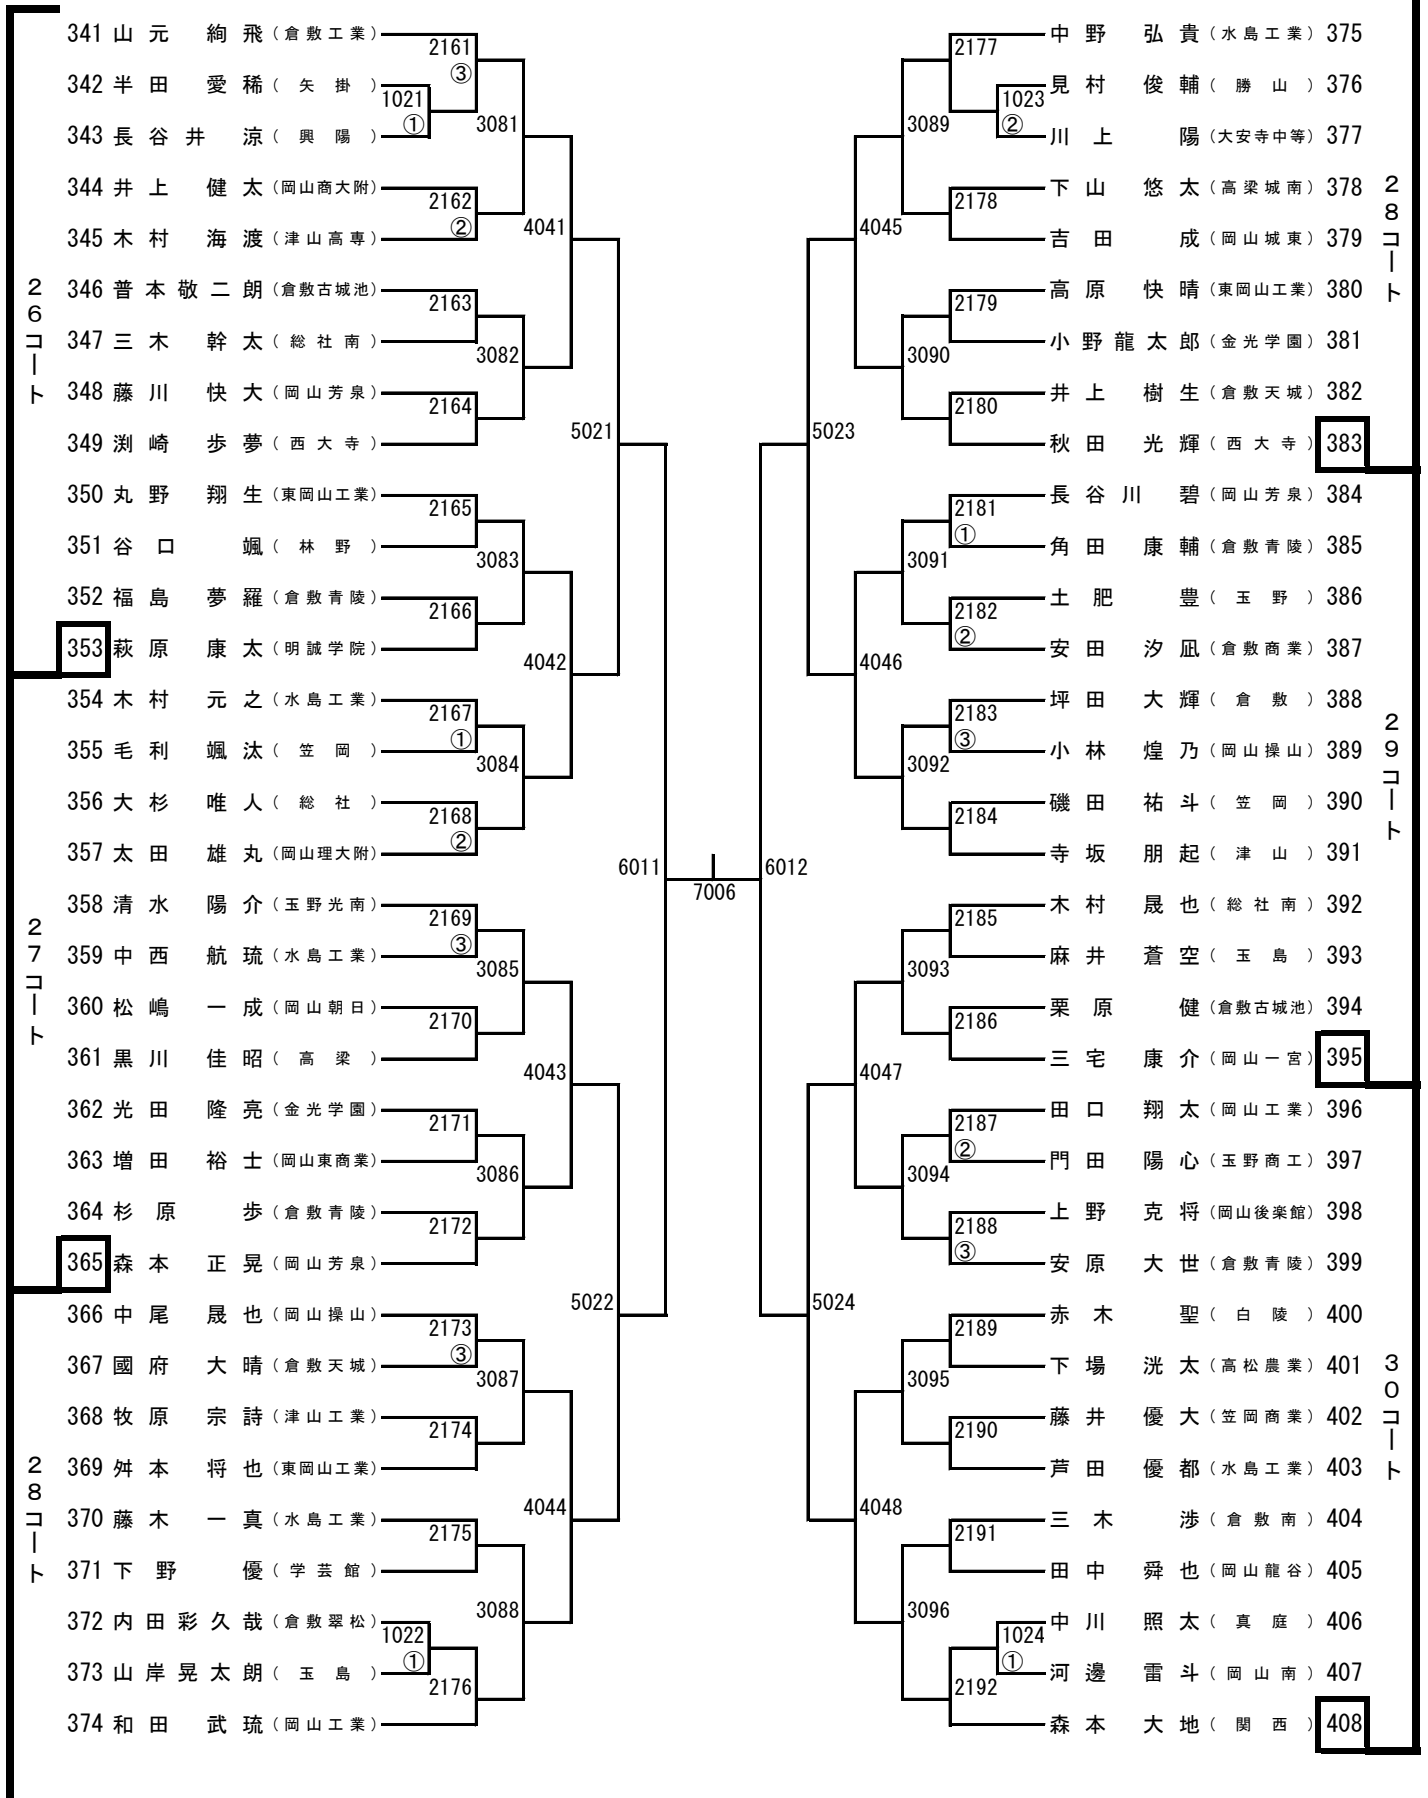 341 山元 絢飛 (倉敷工業)
342 半田 愛稀 (矢掛)
343 長谷井 涼 (興陽)
344 井上 健太 (岡山商大附)
345 木村 海渡 (津山高専)
346 普本敬二朗 (倉敷古城池)
347 三木 幹太 (総社南)
348 藤川 快大 (岡山芳泉)
349 渕崎 歩夢 (西大寺)
350 丸野 翔生 (東岡山工業)
351 谷口 颯 (林野)
352 福島 夢羅 (倉敷青陵)
353 萩原 康太 (明誠学院)
354 木村 元之 (水島工業)
355 毛利 颯汰 (笠岡)
356 大杉 唯人 (総社)
357 太田 雄丸 (岡山理大附)
358 清水 陽介 (玉野光南)
359 中西 航琉 (水島工業)
360 松嶋 一成 (岡山朝日)
361 黒川 佳昭 (高梁)
362 光田 隆亮 (金光学園)
363 増田 裕士 (岡山東商業)
364 杉原 歩 (倉敷青陵)
365 森本 正晃 (岡山芳泉)
366 中尾 晟也 (岡山操山)
367 國府 大晴 (倉敷天城)
368 牧原 宗詩 (津山工業)
369 舛本 将也 (東岡山工業)
370 藤木 一真 (水島工業)
371 下野 優 (学芸館)
372 内田彩久哉 (倉敷翠松)
373 山岸晃太朗 (玉島)
374 和田 武琉 (岡山工業)
26コート
27コート
28コート
1021 ①
1022 ①
2161 ③
2162 ②
2163
2164
2165
2166
2167 ①
2168 ②
2169 ③
2170
2171
2172
2173 ③
2174
2175
2176
3081
3082
3083
3084
3085
3086
3087
3088
4041
4042
4043
4044
5021
5022
6011
7006
6012
5023
5024
4045
4046
4047
4048
3089
3090
3091
3092
3093
3094
3095
3096
2177
2178
2179
2180
2181 ①
2182 ②
2183 ③
2184
2185
2186
2187 ②
2188 ③
2189
2190
2191
2192
1023 ②
1024 ①
中野 弘貴 (水島工業) 375
見村 俊輔 (勝山) 376
川上 陽 (大安寺中等) 377
下山 悠太 (高梁城南) 378
吉田 成 (岡山城東) 379
高原 快晴 (東岡山工業) 380
小野龍太郎 (金光学園) 381
井上 樹生 (倉敷天城) 382
秋田 光輝 (西大寺) 383
長谷川 碧 (岡山芳泉) 384
角田 康輔 (倉敷青陵) 385
土肥 豊 (玉野) 386
安田 汐凪 (倉敷商業) 387
坪田 大輝 (倉敷) 388
小林 煌乃 (岡山操山) 389
磯田 祐斗 (笠岡) 390
寺坂 朋起 (津山) 391
木村 晟也 (総社南) 392
麻井 蒼空 (玉島) 393
栗原 健 (倉敷古城池) 394
三宅 康介 (岡山一宮) 395
田口 翔太 (岡山工業) 396
門田 陽心 (玉野商工) 397
上野 克将 (岡山後楽館) 398
安原 大世 (倉敷青陵) 399
赤木 聖 (白陵) 400
下場 洸太 (高松農業) 401
藤井 優大 (笠岡商業) 402
芦田 優都 (水島工業) 403
三木 渉 (倉敷南) 404
田中 舜也 (岡山龍谷) 405
中川 照太 (真庭) 406
河邊 雷斗 (岡山南) 407
森本 大地 (関西) 408
28コート
29コート
30コート